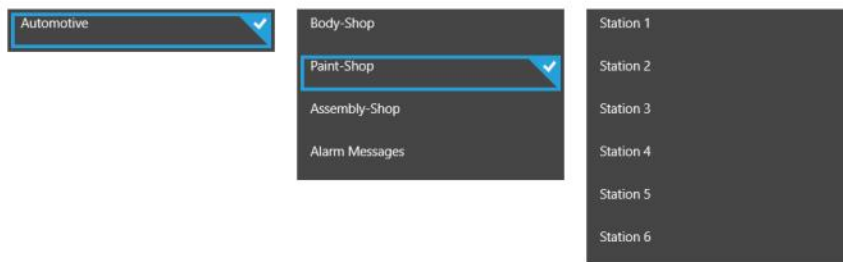 Automotive
Body-Shop
Paint-Shop
Assembly-Shop
Alarm Messages
Station 1
Station 2
Station 3
Station 4
Station 5
Station 6